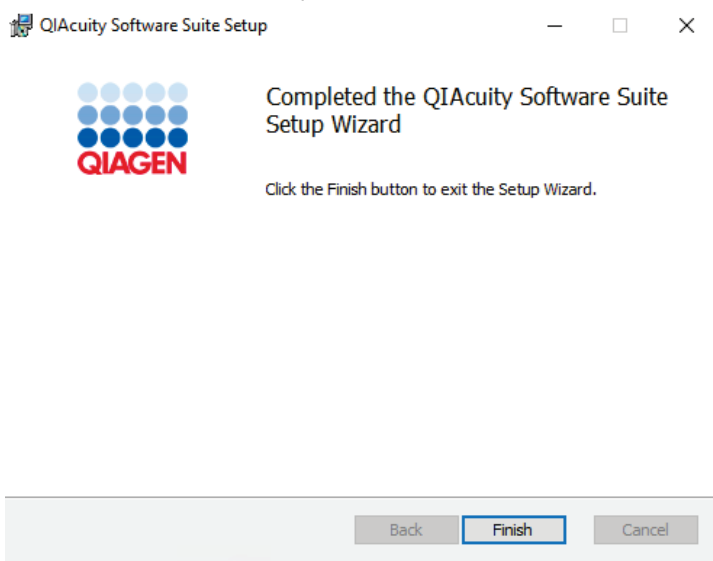 QIAcuity Software Suite Setup
QIAGEN
Completed the QIAcuity Software Suite
Setup Wizard
Click the Finish button to exit the Setup Wizard.
Back
Finish
Cancel